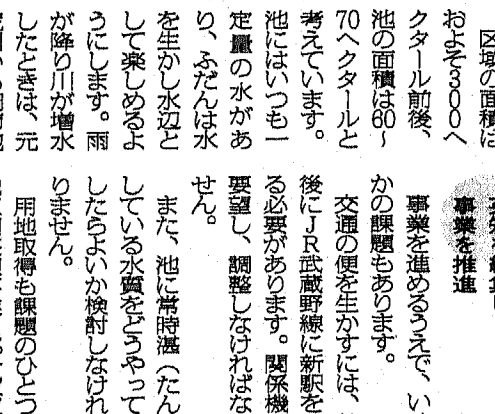 区域の面積は
およそ300ヘ
クタール前後、
池の面積は60〜
70ヘクタールと
考えています。
池にはいつも一
定量の水があ
り、ふだんは水
を生かし水辺と
して楽しめるよ
うにします。雨
が降り川が増水
したときは、元
事業を推進
事業を進めるうえで、い
かの課題もあります。
交通の便を生かすには、
後にJR武蔵野線に新駅を
る必要があります。関係機
要望し、調整しなければな
せん。
また、池に常時湛(たん
している水質をどうやって
したらよいか検討しなけれ
りません。
用地取得も課題のひとつ